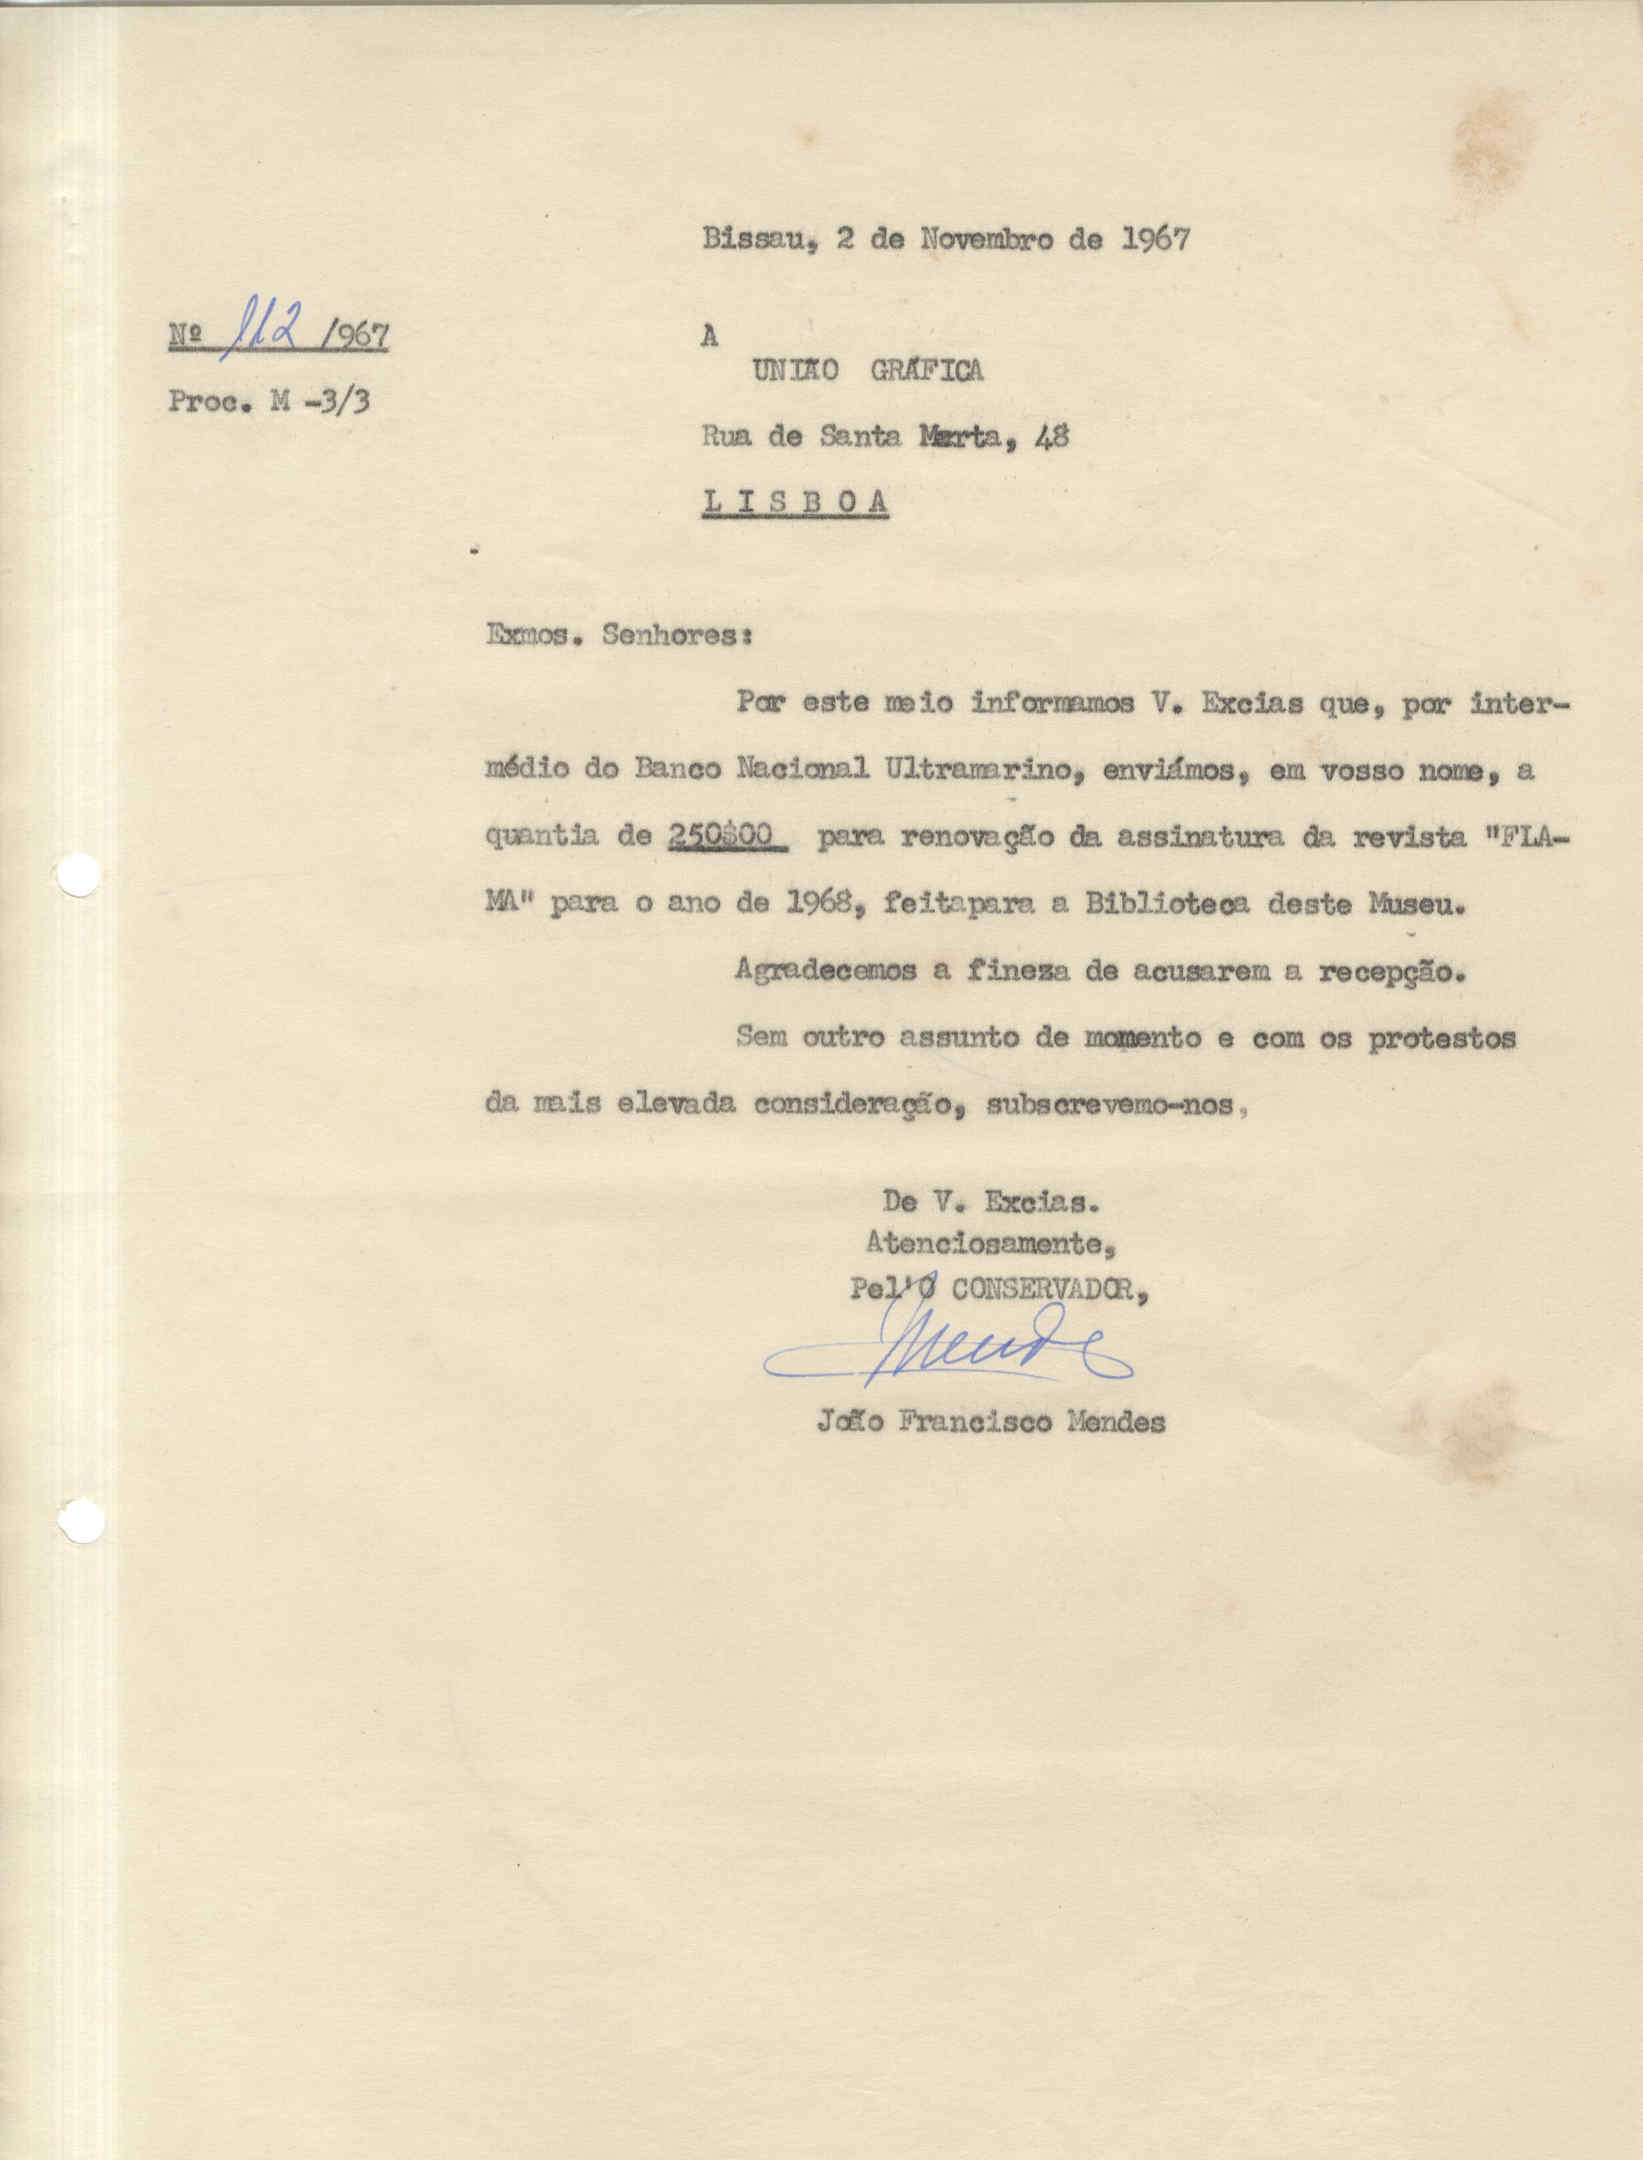 Bissau, 2 de Novembro de 1967
Nº 112 /967
A
UNIÃO GRÁFICA
Proc. M -3/3
Rua de Santa Marta, 48
L I S B O A
Exmos. Senhores:
Por este meio informamos V. Excias que, por inter-
médio do Banco Nacional Ultramarino, enviámos, em vosso nome, a
quantia de 250$00 para renovação da assinatura da revista "FLA-
MA" para o ano de 1968, feitapara a Biblioteca deste Museu.
Agradecemos a fineza de acusarem a recepção.
Sem outro assunto de momento e com os protestos
da mais elevada consideração, subscrevemo-nos,
De V. Excias.
Atenciosamente,
Pel'O CONSERVADOR,
Mendes
João Francisco Mendes